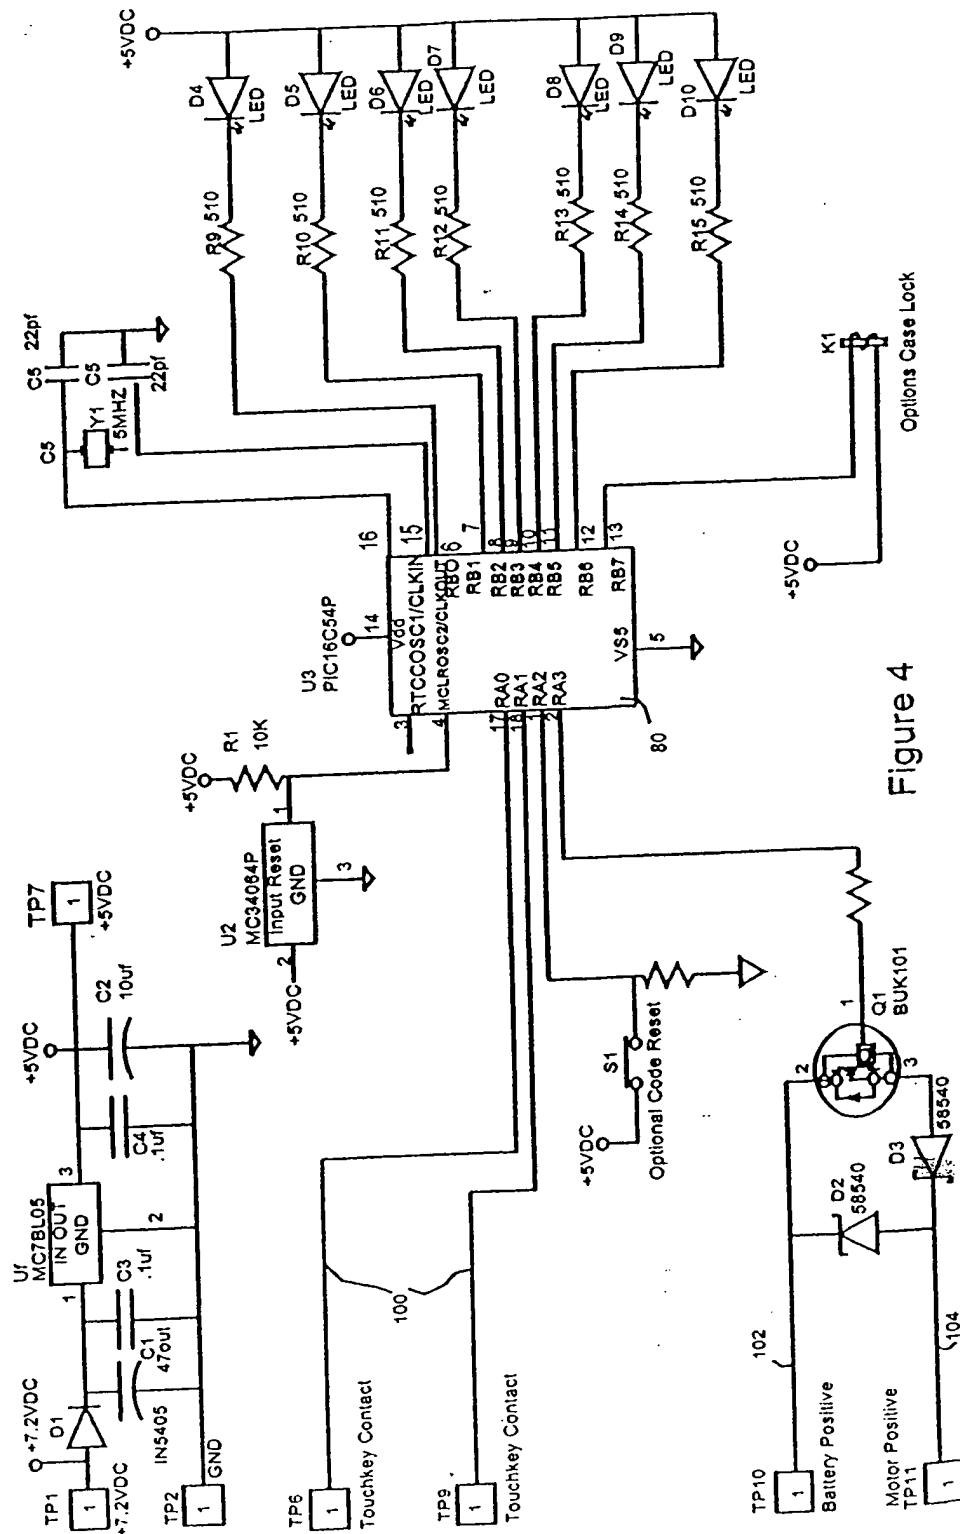 +7.2VDC
TP1
1
+7.2VDC
D1
IN5405
C1
47out
C3
.1uf
Uf
MC7BL05
IN OUT
GND
1
2
3
C4
.1uf
C2
10uf
+5VDC
TP7
1
+5VDC
TP2
1
GND
U2
MC34064P
Input Reset
GND
1
2
3
+5VDC
+5VDC
R1
10K
U3
PIC16C54P
14
Vdd
3
4
RTCCOSC1/CLKIN
MCLROSC2/CLKOUT
16
15
RB0
6
RB1
7
RB2
8
RB3
9
RB4
10
RB5
11
RB6
12
RB7
13
17
RA0
18
RA1
1
RA2
2
RA3
VS5
5
80
C5
Y1
5MHZ
C5
22pf
C5
22pf
+5VDC
D4
LED
D5
LED
D6
LED
D7
LED
D8
LED
D9
LED
D10
LED
R9
510
R10
510
R11
510
R12
510
R13
510
R14
510
R15
510
K1
Options Case Lock
+5VDC
TP6
1
Touchkey Contact
TP9
1
Touchkey Contact
100
+5VDC
S1
Optional Code Reset
TP10
1
Battery Positive
102
Motor Positive
TP11
1
104
D2
58540
D3
58540
1
2
3
Q1
BUK101
Figure 4